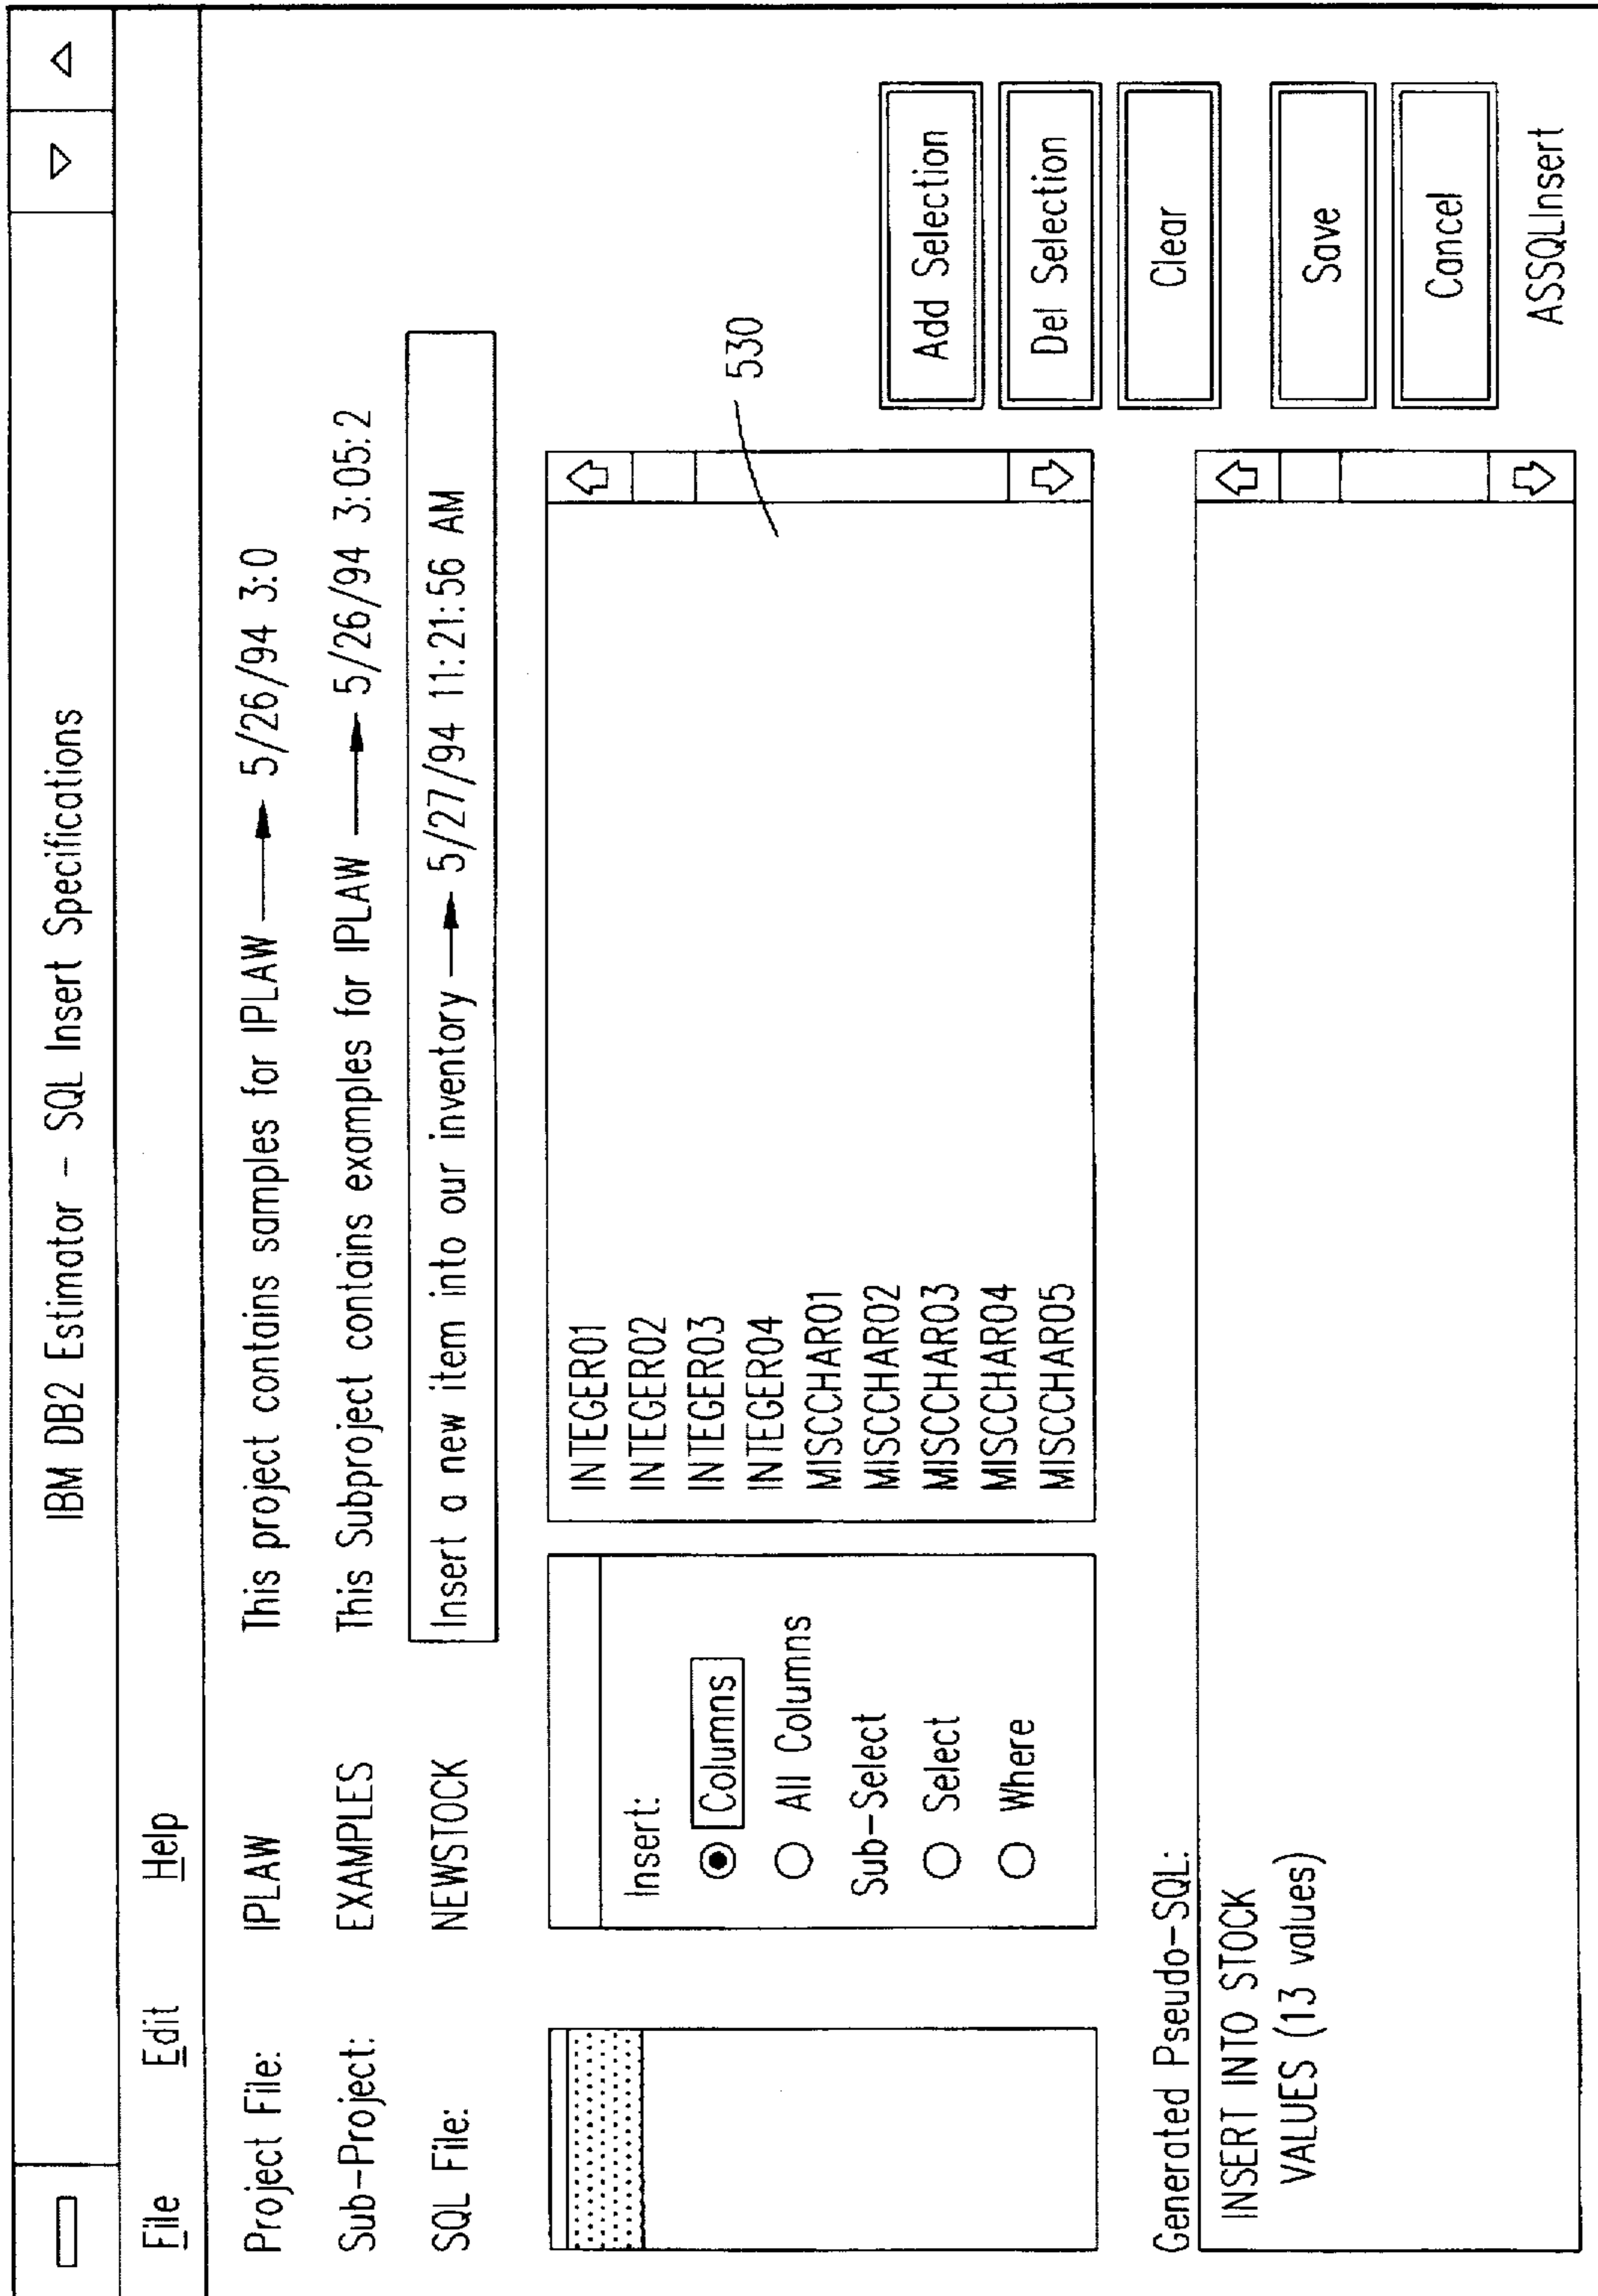 IBM DB2 Estimator – SQL Insert Specifications
File Edit Help
Project File: IPLAW This project contains samples for IPLAW 5/26/94 3:0
Sub-Project: EXAMPLES This Subproject contains examples for IPLAW 5/26/94 3:05:2
SQL File: NEWSTOCK Insert a new item into our inventory 5/27/94 11:21:56 AM
Insert:
Columns
All Columns
Sub-Select
Select
Where
INTEGER01
INTEGER02
INTEGER03
INTEGER04
MISCCHAR01
MISCCHAR02
MISCCHAR03
MISCCHAR04
MISCCHAR05
530
Add Selection
Del Selection
Clear
Save
Cancel
ASSQLInsert
Generated Pseudo-SQL:
INSERT INTO STOCK
VALUES (13 values)